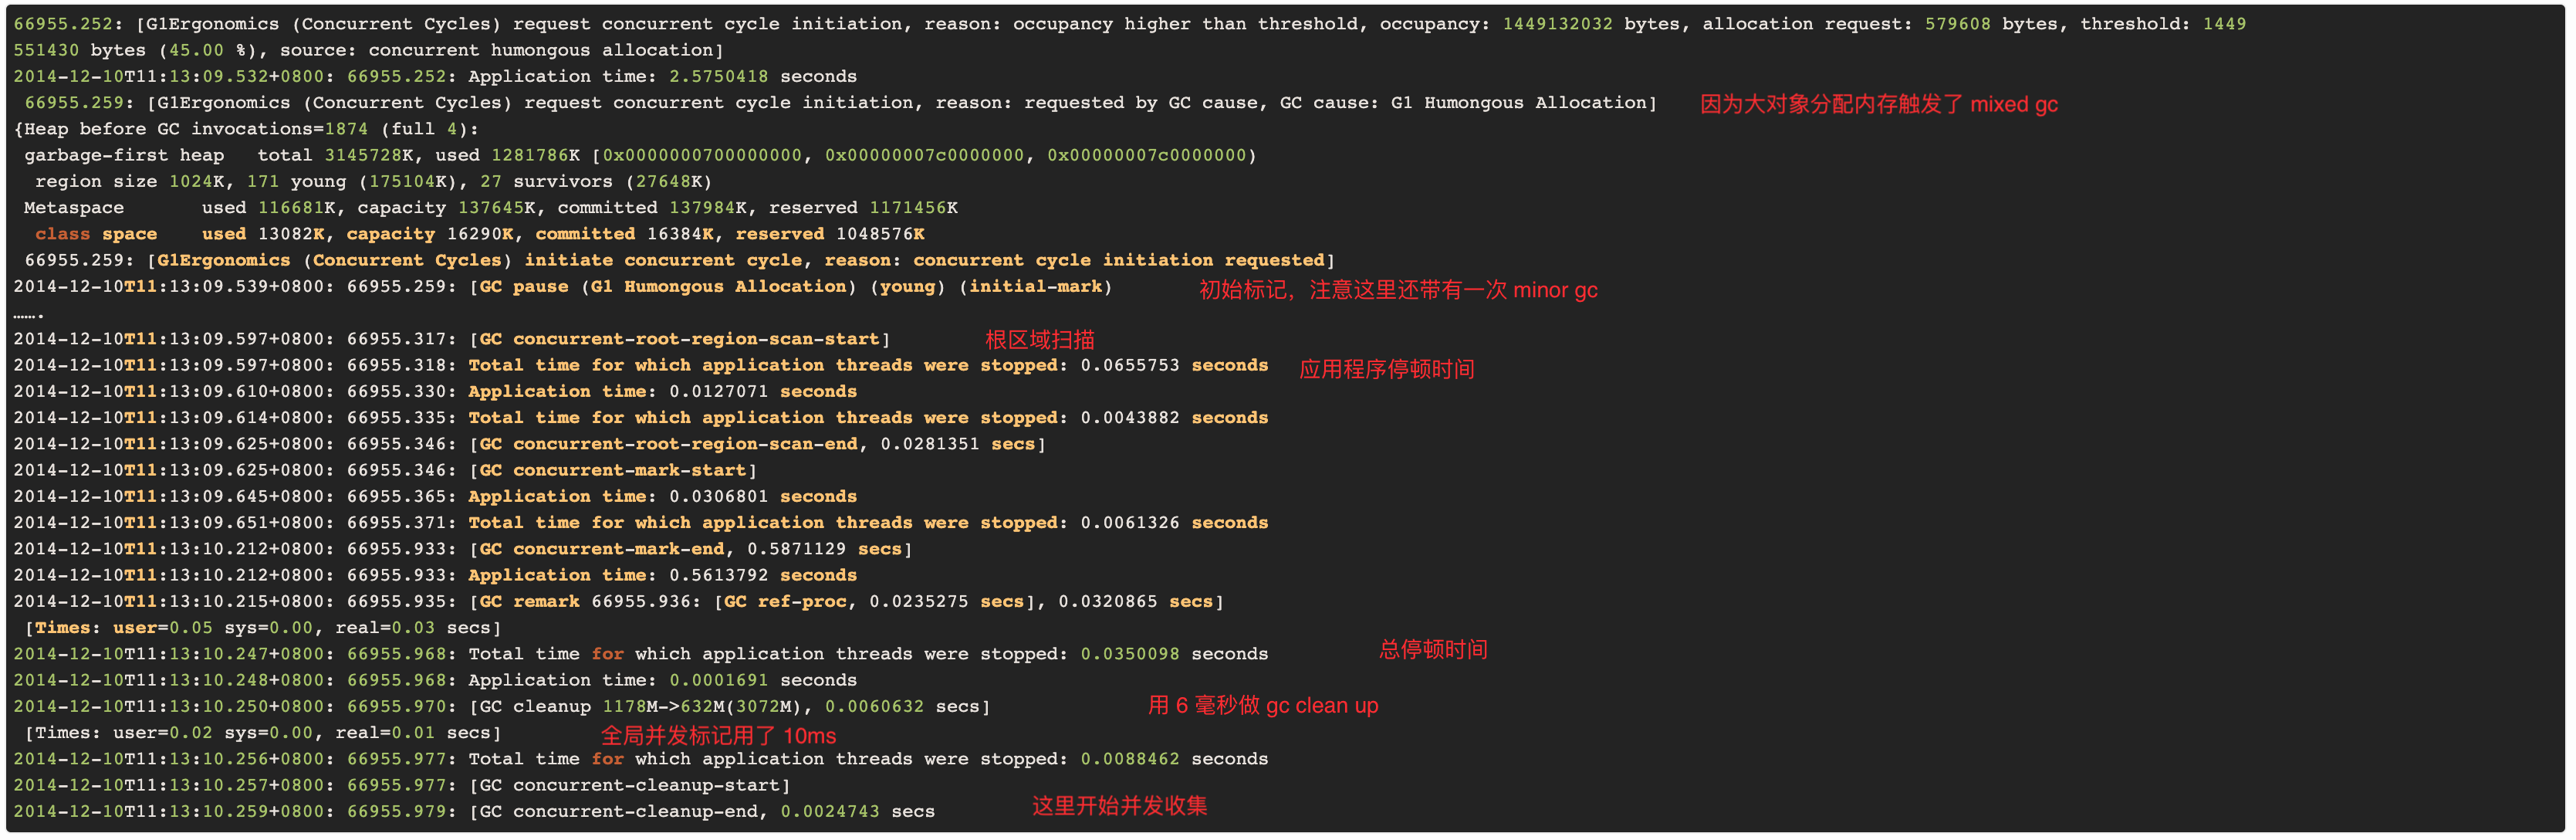 66955.252: [G1Ergonomics (Concurrent Cycles) request concurrent cycle initiation, reason: occupancy higher than threshold, occupancy: 1449132032 bytes, allocation request: 579608 bytes, threshold: 1449
551430 bytes (45.00 %), source: concurrent humongous allocation]
2014-12-10T11:13:09.532+0800: 66955.252: Application time: 2.5750418 seconds
66955.259: [G1Ergonomics (Concurrent Cycles) request concurrent cycle initiation, reason: requested by GC cause, GC cause: G1 Humongous Allocation] 因为大对象分配内存触发了 mixed gc
{Heap before GC invocations=1874 (full 4):
garbage-first heap total 3145728K, used 1281786K [0x0000000700000000, 0x00000007c0000000, 0x00000007c0000000)
region size 1024K, 171 young (175104K), 27 survivors (27648K)
Metaspace used 116681K, capacity 137645K, committed 137984K, reserved 1171456K
class space used 13082K, capacity 16290K, committed 16384K, reserved 1048576K
66955.259: [G1Ergonomics (Concurrent Cycles) initiate concurrent cycle, reason: concurrent cycle initiation requested]
2014-12-10T11:13:09.539+0800: 66955.259: [GC pause (G1 Humongous Allocation) (young) (initial-mark) 初始标记，注意这里还带有一次 minor gc
…….
2014-12-10T11:13:09.597+0800: 66955.317: [GC concurrent-root-region-scan-start] 根区域扫描
2014-12-10T11:13:09.597+0800: 66955.318: Total time for which application threads were stopped: 0.0655753 seconds 应用程序停顿时间
2014-12-10T11:13:09.610+0800: 66955.330: Application time: 0.0127071 seconds
2014-12-10T11:13:09.614+0800: 66955.335: Total time for which application threads were stopped: 0.0043882 seconds
2014-12-10T11:13:09.625+0800: 66955.346: [GC concurrent-root-region-scan-end, 0.0281351 secs]
2014-12-10T11:13:09.625+0800: 66955.346: [GC concurrent-mark-start]
2014-12-10T11:13:09.645+0800: 66955.365: Application time: 0.0306801 seconds
2014-12-10T11:13:09.651+0800: 66955.371: Total time for which application threads were stopped: 0.0061326 seconds
2014-12-10T11:13:10.212+0800: 66955.933: [GC concurrent-mark-end, 0.5871129 secs]
2014-12-10T11:13:10.212+0800: 66955.933: Application time: 0.5613792 seconds
2014-12-10T11:13:10.215+0800: 66955.935: [GC remark 66955.936: [GC ref-proc, 0.0235275 secs], 0.0320865 secs]
[Times: user=0.05 sys=0.00, real=0.03 secs]
2014-12-10T11:13:10.247+0800: 66955.968: Total time for which application threads were stopped: 0.0350098 seconds 总停顿时间
2014-12-10T11:13:10.248+0800: 66955.968: Application time: 0.0001691 seconds
2014-12-10T11:13:10.250+0800: 66955.970: [GC cleanup 1178M->632M(3072M), 0.0060632 secs] 用 6 毫秒做 gc clean up
[Times: user=0.02 sys=0.00, real=0.01 secs] 全局并发标记用了 10ms
2014-12-10T11:13:10.256+0800: 66955.977: Total time for which application threads were stopped: 0.0088462 seconds
2014-12-10T11:13:10.257+0800: 66955.977: [GC concurrent-cleanup-start]
2014-12-10T11:13:10.259+0800: 66955.979: [GC concurrent-cleanup-end, 0.0024743 secs 这里开始并发收集